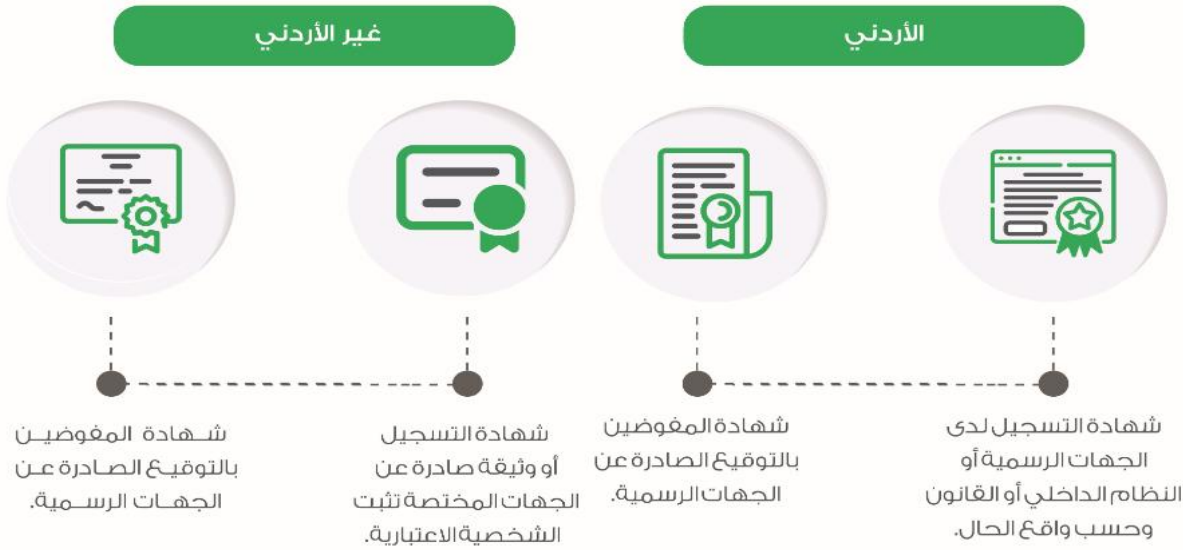 الأردني
شهادة التسجيل لدى
الجهات الرسمية أو
النظام الداخلي أو القانون
وحسب واقع الحال.
شهادة المفوضين
بالتوقيع الصادرة عن
الجهات الرسمية.
غير الأردني
شهادة التسجيل
أو وثيقة صادرة عن
الجهات المختصة تثبت
الشخصية الاعتبارية.
شـهادة المفوضيـن
بالتوقيـع الصـادرة عـن
الجهـات الرسـمية.